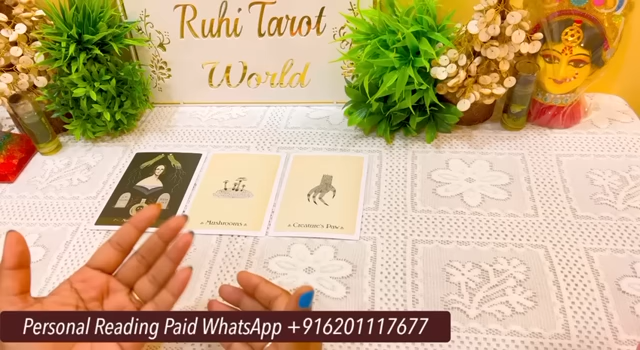 Ruhi Tarot
World
Mushrooms
Creature's Paw
Personal Reading Paid WhatsApp +916201117677